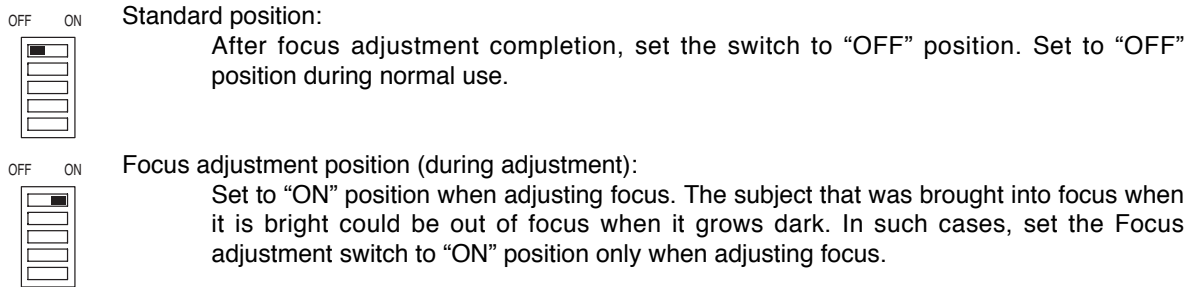 OFF ON
Standard position:
After focus adjustment completion, set the switch to “OFF” position. Set to “OFF”
position during normal use.
OFF ON
Focus adjustment position (during adjustment):
Set to “ON” position when adjusting focus. The subject that was brought into focus when
it is bright could be out of focus when it grows dark. In such cases, set the Focus
adjustment switch to “ON” position only when adjusting focus.